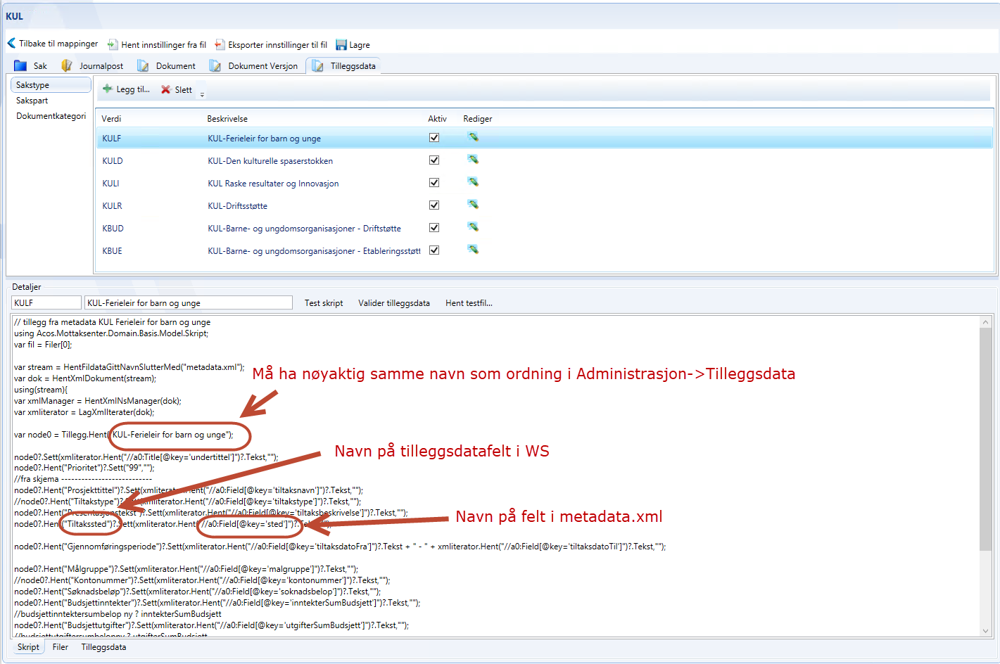 KUL
Tilbake til mappinger Hent innstillinger fra fil Eksporter innstillinger til fil Lagre
Sak Journalpost Dokument Dokument Versjon Tilleggsdata
Sakstype
Sakspart
Dokumentkategori
Legg til... Slett
Verdi Beskrivelse Aktiv Rediger
KULF KUL-Ferieleir for barn og unge
KULD KUL-Den kulturelle spaserstokken
KULI KUL Raske resultater og Innovasjon
KULR KUL-Driftsstøtte
KBUD KUL-Barne- og ungdomsorganisasjoner - Driftstøtte
KBUE KUL-Barne- og ungdomsorganisasjoner - Etableringsstøtt
Detaljer
KULF KUL-Ferieleir for barn og unge Test skript Valider tilleggsdata Hent testfil...
// tillegg fra metadata KUL Ferieleir for barn og unge
using Acos.Mottaksenter.Domain.Basis.Model.Skript;
var fil = Filer[0];
var stream = HentFildataGittNavnSlutterMed("metadata.xml");
Må ha nøyaktig samme navn som ordning i Administrasjon->Tilleggsdata
var dok = HentXmlDokument(stream);
using(stream){
var xmlManager = HentXmlNsManager(dok);
var xmliterator = LagXmlIterater(dok);
var node0 = Tillegg.Hent("KUL-Ferieleir for barn og unge");
Navn på tilleggsdatafelt i WS
node0?.Sett(xmliterator.Hent("//a0:Title[@key='undertittel']")?.Tekst,"");
node0?.Hent("Prioritet")?.Sett("99","");
//fra skjema ---------------------------
node0?.Hent("Prosjekttittel")?.Sett(xmliterator.Hent("//a0:Field[@key='tiltaksnavn']")?.Tekst,"");
//node0?.Hent("Tiltakstype")?.Sett(xmliterator.Hent("//a0:Field[@key='tiltakstype']")?.Tekst,"");
node0?.Hent("Presentasjonstekst")?.Sett(xmliterator.Hent("//a0:Field[@key='tiltaksbeskrivelse']")?.Tekst,"");
Navn på felt i metadata.xml
node0?.Hent("Tiltakssted")?.Sett(xmliterator.Hent("//a0:Field[@key='sted']")?.Tekst,"");
node0?.Hent("Gjennomføringsperiode")?.Sett(xmliterator.Hent("//a0:Field[@key='tiltaksdatoFra']")?.Tekst + " - " + xmliterator.Hent("//a0:Field[@key='tiltaksdatoTil']")?.Tekst,"");
node0?.Hent("Målgruppe")?.Sett(xmliterator.Hent("//a0:Field[@key='malgruppe']")?.Tekst,"");
//node0?.Hent("Kontonummer")?.Sett(xmliterator.Hent("//a0:Field[@key='kontonummer']")?.Tekst,"");
node0?.Hent("Søknadsbeløp")?.Sett(xmliterator.Hent("//a0:Field[@key='soknadsbelop']")?.Tekst,"");
node0?.Hent("Budsjettinntekter")?.Sett(xmliterator.Hent("//a0:Field[@key='inntekterSumBudsjett']")?.Tekst,"");
//budsjettinntektersumbelop ny ? inntekterSumBudsjett
node0?.Hent("Budsjettutgifter")?.Sett(xmliterator.Hent("//a0:Field[@key='utgifterSumBudsjett']")?.Tekst,"");
//budsjettutgiftersumbelopny ? utgifterSumBudsjett
Skript Filer Tilleggsdata